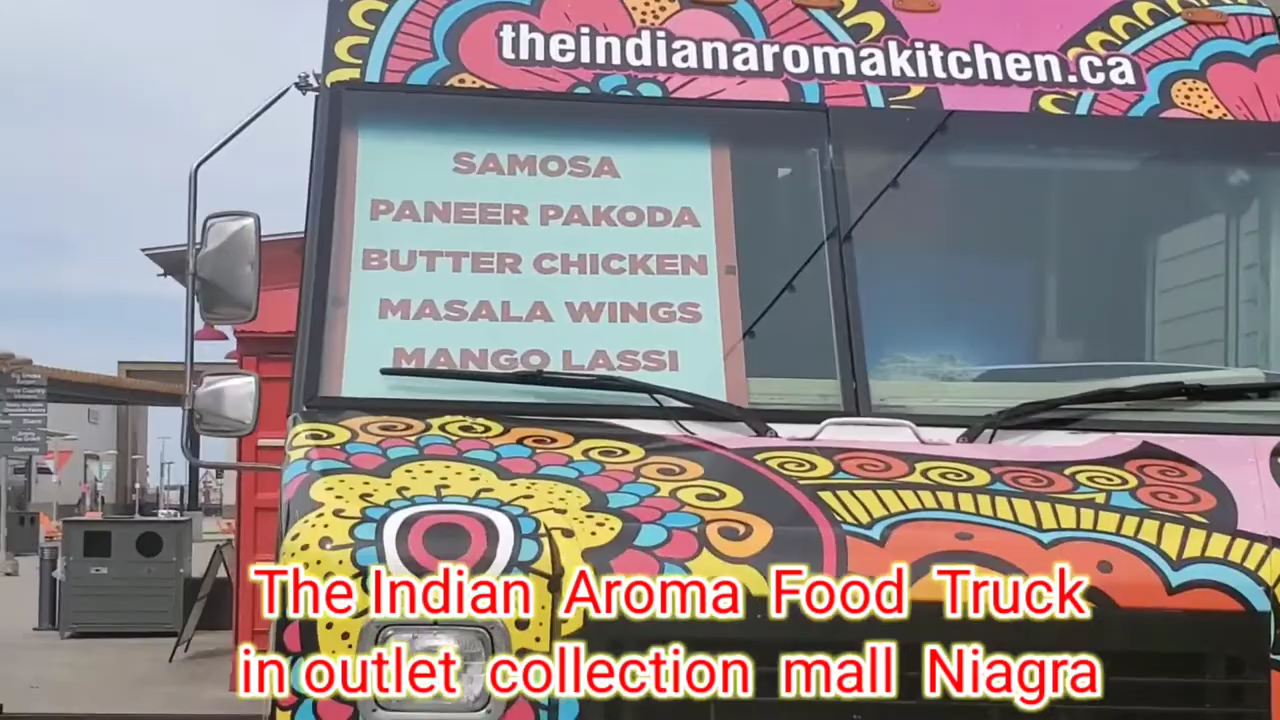 theindianaromakitchen.ca
SAMOSA
PANEER PAKODA
BUTTER CHICKEN
MASALA WINGS
MANGO LASSI
The Indian Aroma Food Truck
in outlet collection mall Niagra